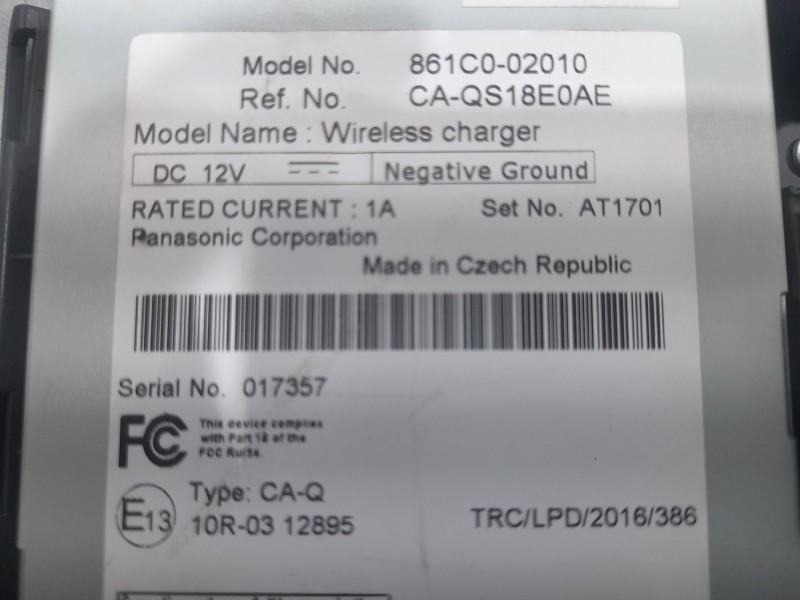 Model No. 861C0-02010
Ref. No. CA-QS18E0AE
Model Name : Wireless charger
DC 12V Negative Ground
RATED CURRENT : 1A Set No. AT1701
Panasonic Corporation
Made in Czech Republic
Serial No. 017357
FC This device complies
with Part 18 of the
FCC Rules.
E13 Type: CA-Q
10R-03 12895 TRC/LPD/2016/386